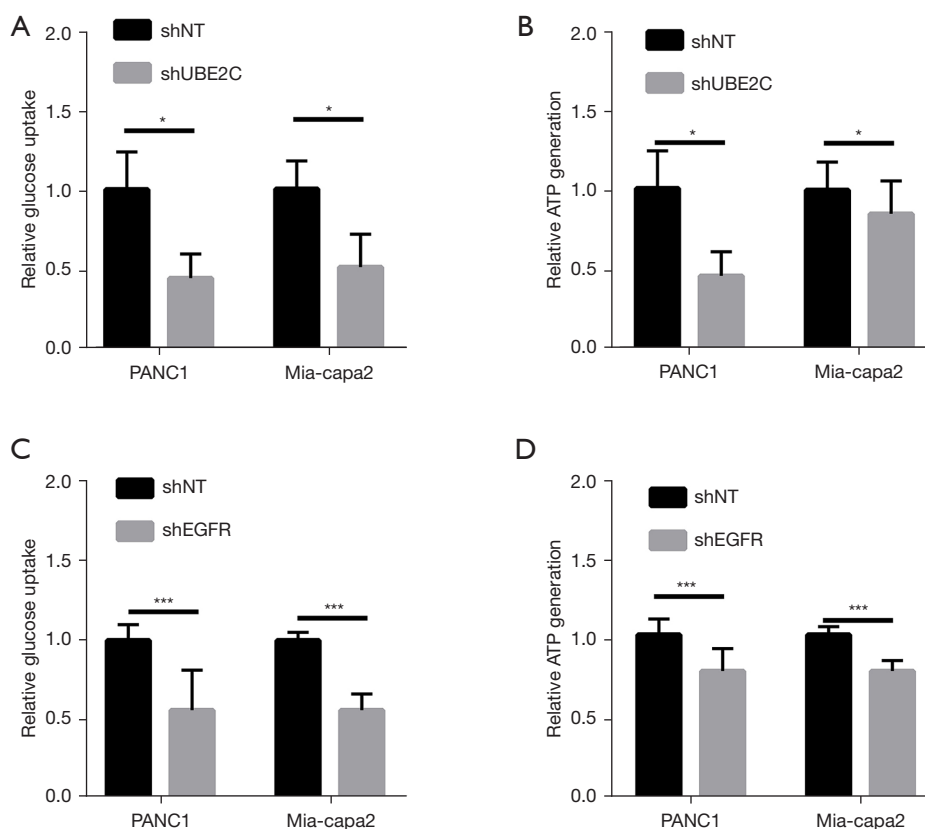 A
shNT
shUBE2C
Relative glucose uptake
2.0
1.5
1.0
0.5
0.0
*
*
PANC1
Mia-capa2
B
shNT
shUBE2C
Relative ATP generation
2.0
1.5
1.0
0.5
0.0
*
*
PANC1
Mia-capa2
C
shNT
shEGFR
Relative glucose uptake
2.0
1.5
1.0
0.5
0.0
***
***
PANC1
Mia-capa2
D
shNT
shEGFR
Relative ATP generation
2.0
1.5
1.0
0.5
0.0
***
***
PANC1
Mia-capa2